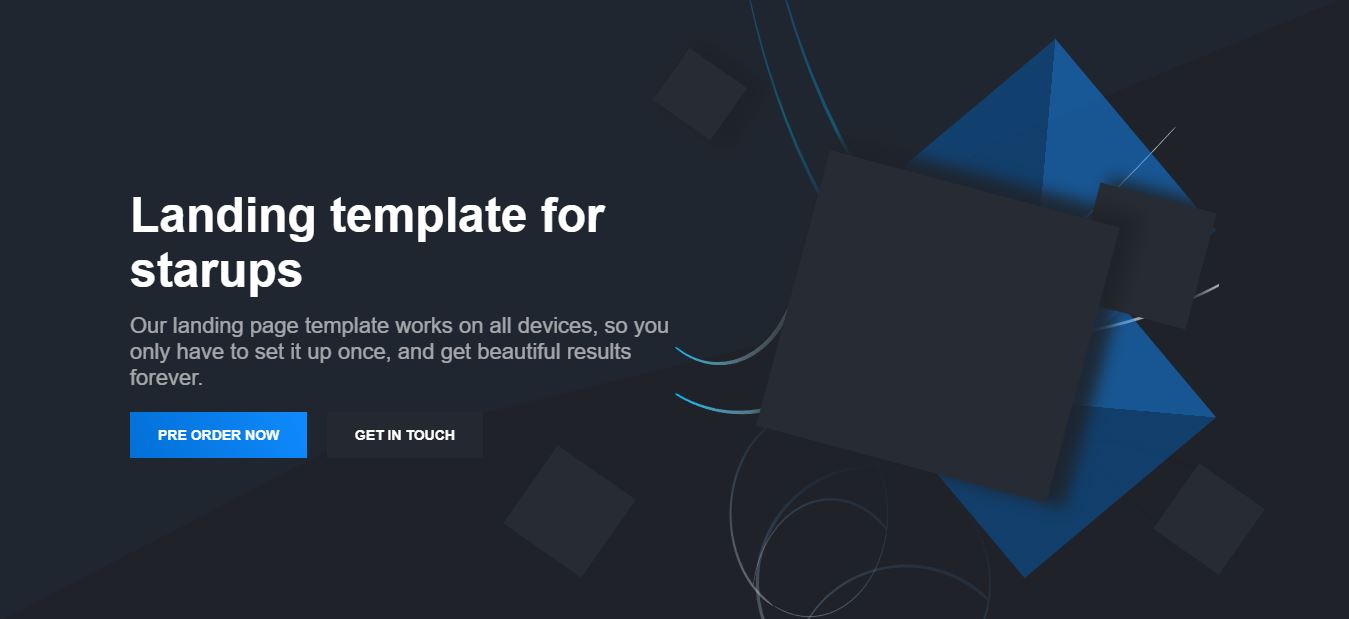 Landing template for
starups
Our landing page template works on all devices, so you
only have to set it up once, and get beautiful results
forever.
PRE ORDER NOW
GET IN TOUCH